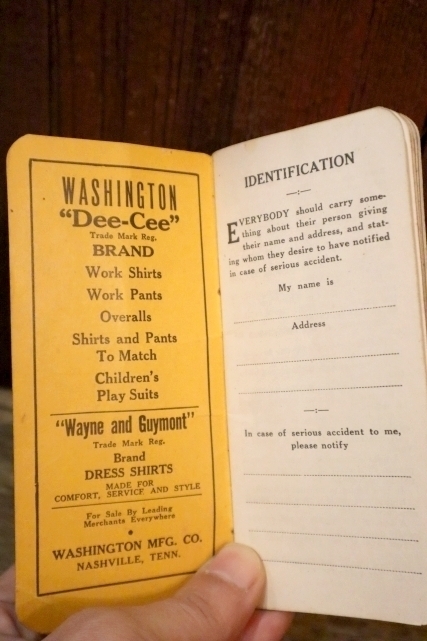 WASHINGTON
"Dee-Cee"
Trade Mark Reg.
BRAND
Work Shirts
Work Pants
Overalls
Shirts and Pants
To Match
Children's
Play Suits
"Wayne and Guymont"
Trade Mark Reg.
Brand
DRESS SHIRTS
MADE FOR
COMFORT, SERVICE AND STYLE
For Sale By Leading
Merchants Everywhere
WASHINGTON MFG. CO.
NASHVILLE, TENN.
IDENTIFICATION
EVERYBODY should carry some-
thing about their person giving
their name and address, and stat-
ing whom they desire to have notified
in case of serious accident.
My name is
Address
In case of serious accident to me,
please notify